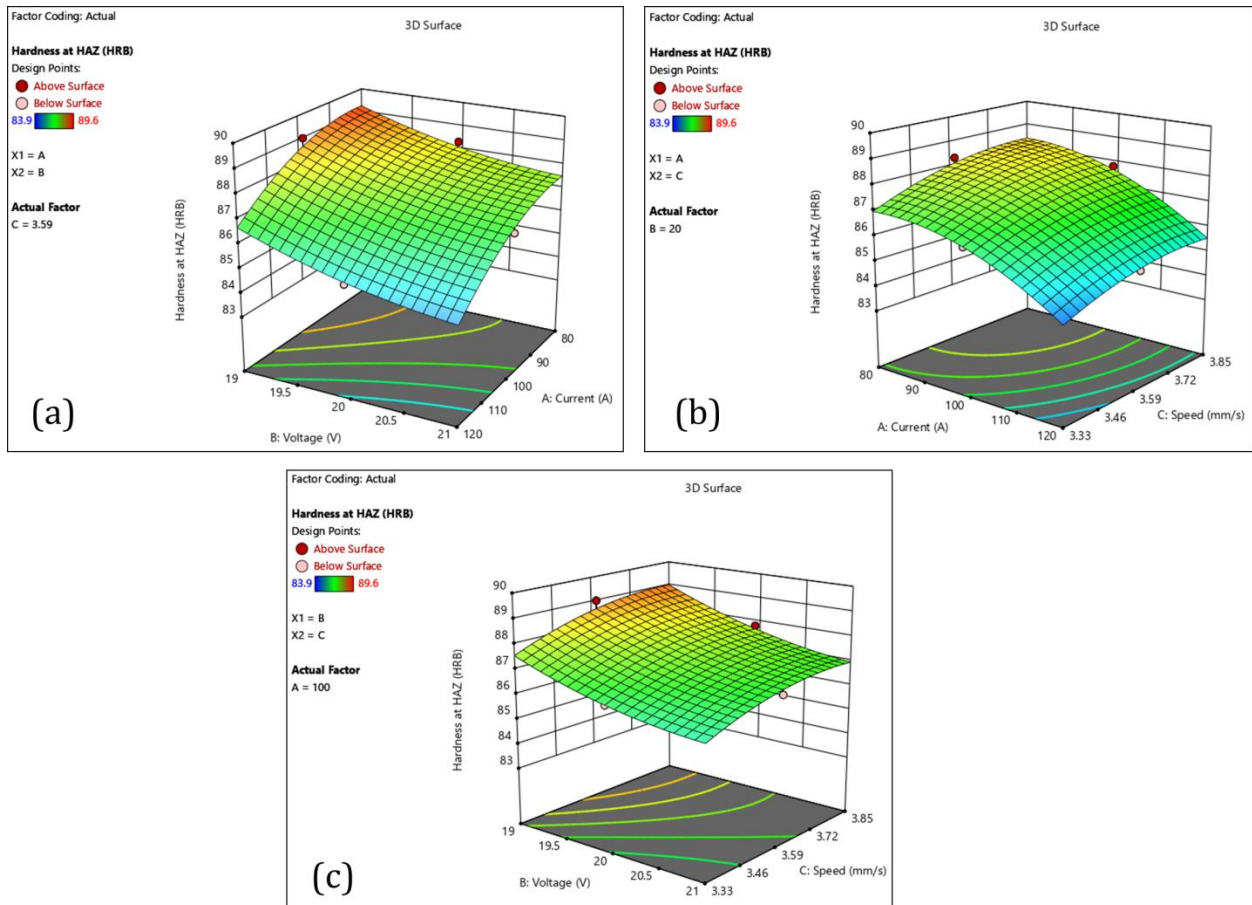 Factor Coding: Actual
3D Surface
Hardness at HAZ (HRB)
Design Points:
Above Surface
Below Surface
83.9 89.6
X1 = A
X2 = B
Actual Factor
C = 3.59
Hardness at HAZ (HRB)
90
89
88
87
86
85
84
83
19
19.5
20
20.5
21
B: Voltage (V)
120
110
100
90
80
A: Current (A)
(a)
Factor Coding: Actual
3D Surface
Hardness at HAZ (HRB)
Design Points:
Above Surface
Below Surface
83.9 89.6
X1 = A
X2 = C
Actual Factor
B = 20
Hardness at HAZ (HRB)
90
89
88
87
86
85
84
83
80
90
100
110
120
A: Current (A)
3.33
3.46
3.59
3.72
3.85
C: Speed (mm/s)
(b)
Factor Coding: Actual
3D Surface
Hardness at HAZ (HRB)
Design Points:
Above Surface
Below Surface
83.9 89.6
X1 = B
X2 = C
Actual Factor
A = 100
Hardness at HAZ (HRB)
90
89
88
87
86
85
84
83
19
19.5
20
20.5
21
B: Voltage (V)
3.33
3.46
3.59
3.72
3.85
C: Speed (mm/s)
(c)